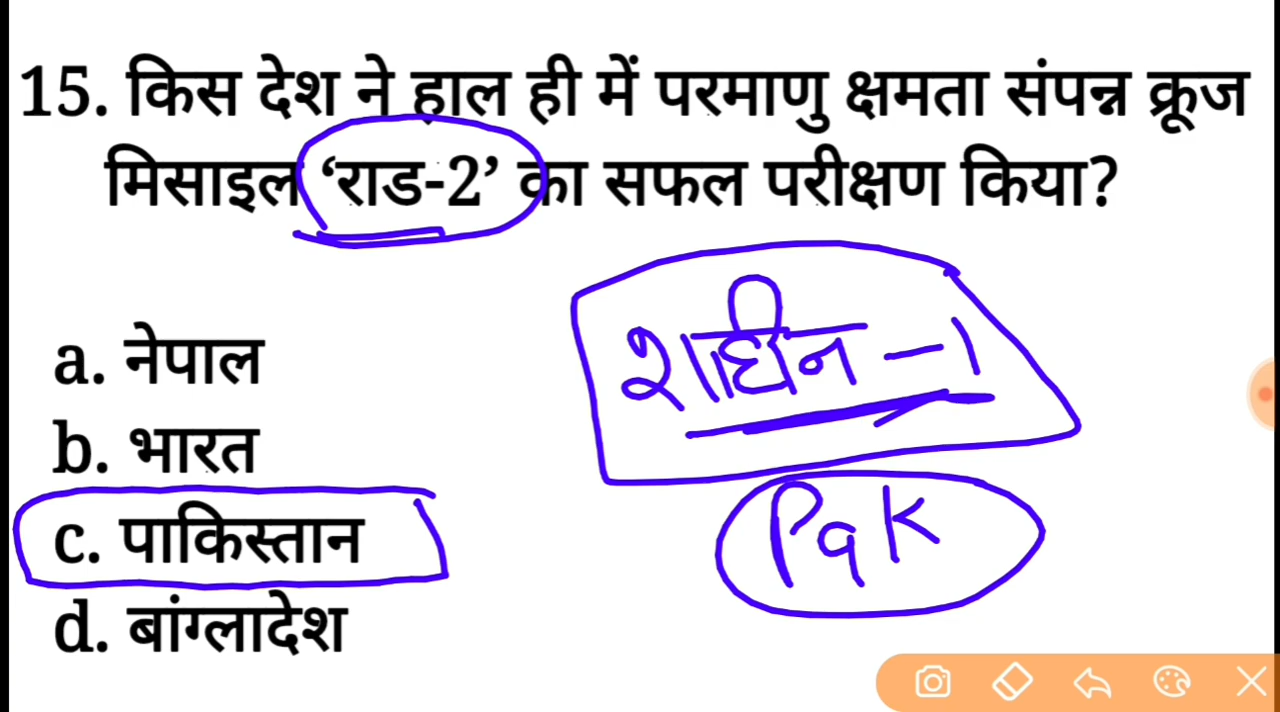 15. किस देश ने हाल ही में परमाणु क्षमता संपन्न क्रूज
मिसाइल ‘राड-2’ का सफल परीक्षण किया?
शाहीन -1
a. नेपाल
b. भारत
c. पाकिस्तान
Pak
d. बांग्लादेश